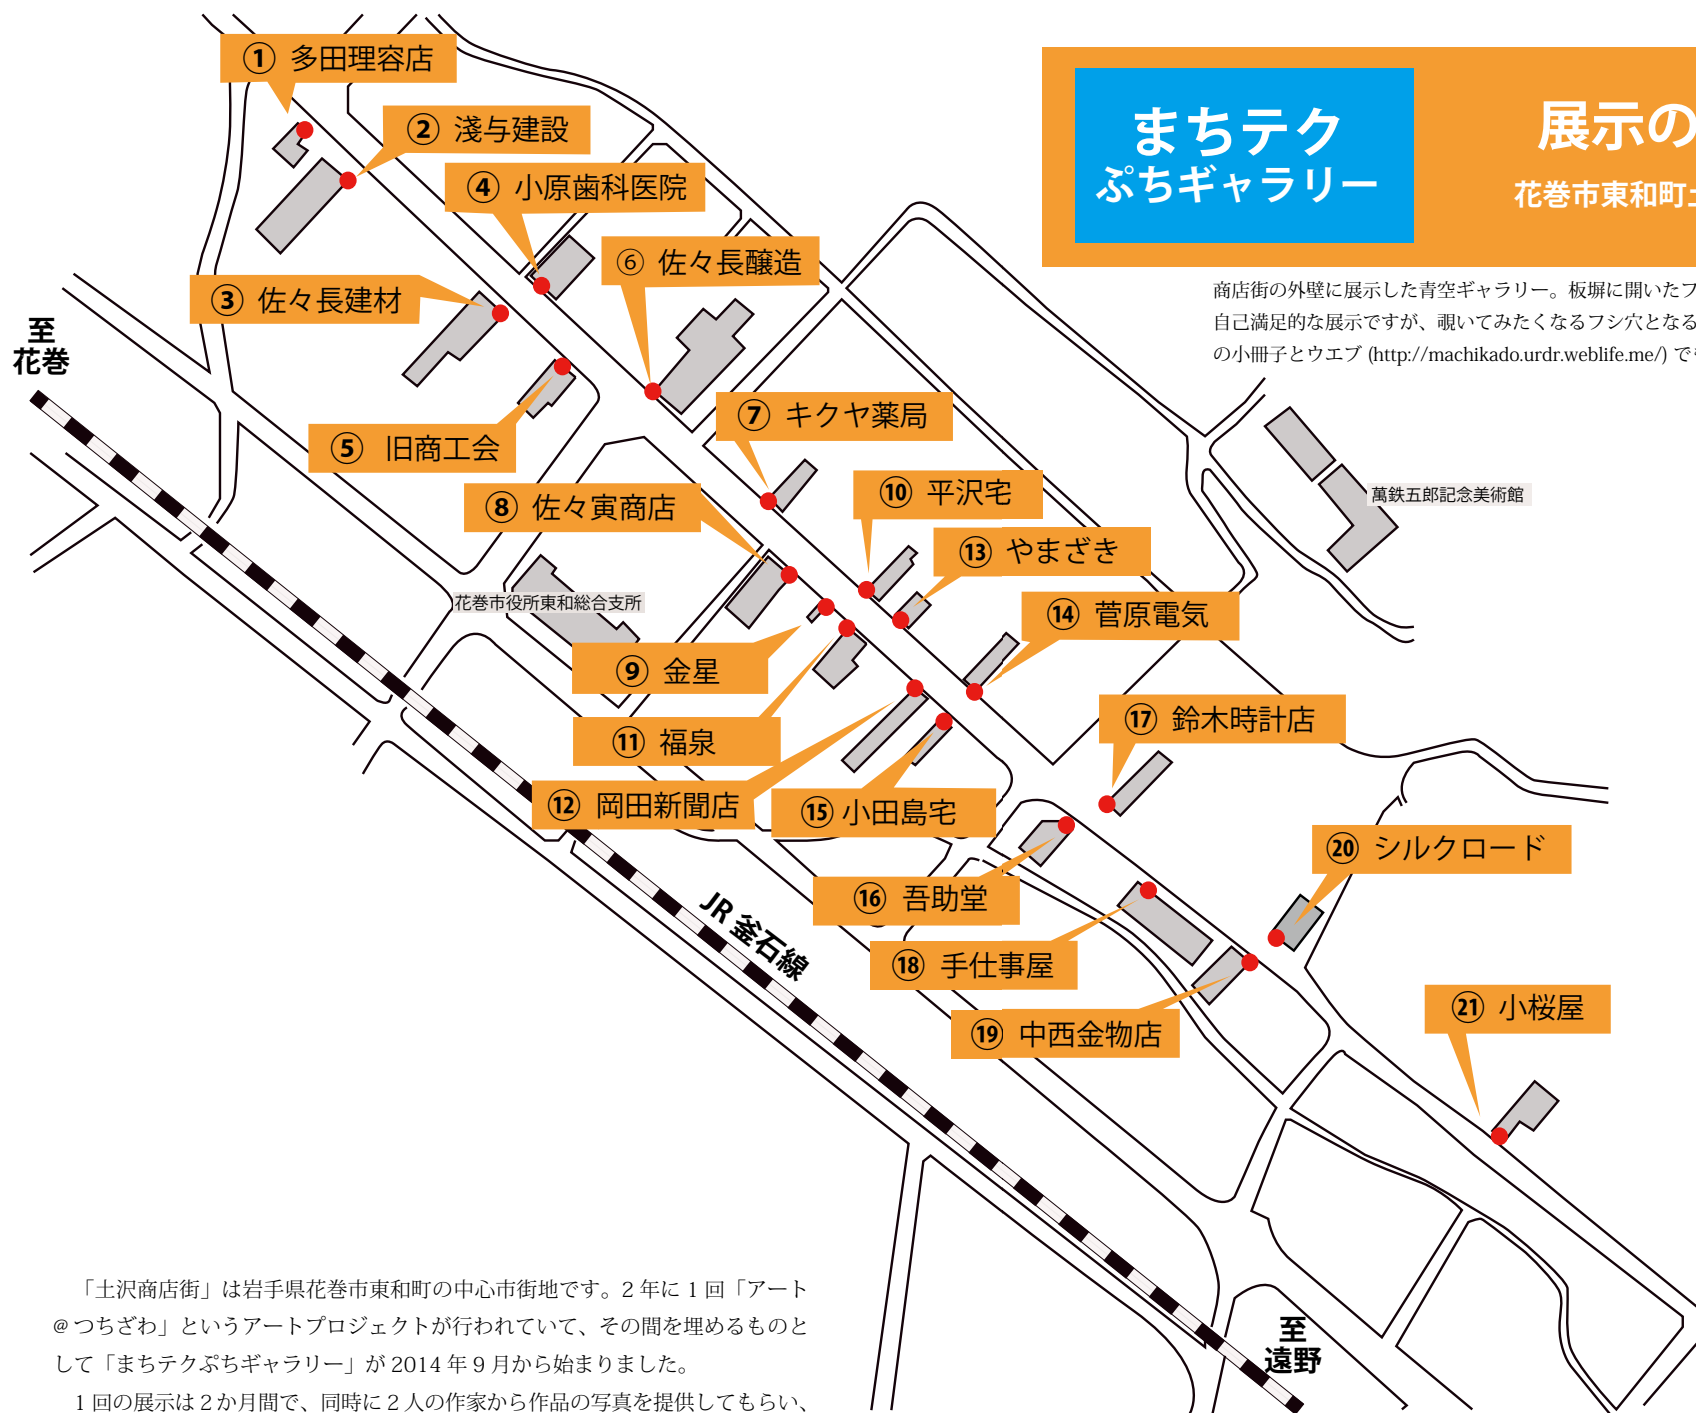 ① 多田理容店
② 淺与建設
④ 小原歯科医院
③ 佐々長建材
⑥ 佐々長醸造
⑤ 旧商工会
⑦ キクヤ薬局
⑧ 佐々寅商店
⑩ 平沢宅
⑬ やまざき
⑭ 菅原電気
⑨ 金星
⑪ 福泉
⑫ 岡田新聞店
⑮ 小田島宅
⑰ 鈴木時計店
⑯ 吾助堂
⑳ シルクロード
⑱ 手仕事屋
⑲ 中西金物店
㉑ 小桜屋
至
花巻
花巻市役所東和総合支所
萬鉄五郎記念美術館
JR 釜石線
至
遠野
まちテク
ぷちギャラリー
展示の
花巻市東和町土
商店街の外壁に展示した青空ギャラリー。板塀に開いたフ
自己満足的な展示ですが、覗いてみたくなるフシ穴となる
の小冊子とウエブ (http://machikado.urdr.weblife.me/) で
「土沢商店街」は岩手県花巻市東和町の中心市街地です。2 年に 1 回「アート
@ つちざわ」というアートプロジェクトが行われていて、その間を埋めるものと
して「まちテクぷちギャラリー」が 2014 年 9 月から始まりました。
1 回の展示は 2 か月間で、同時に 2 人の作家から作品の写真を提供してもらい、